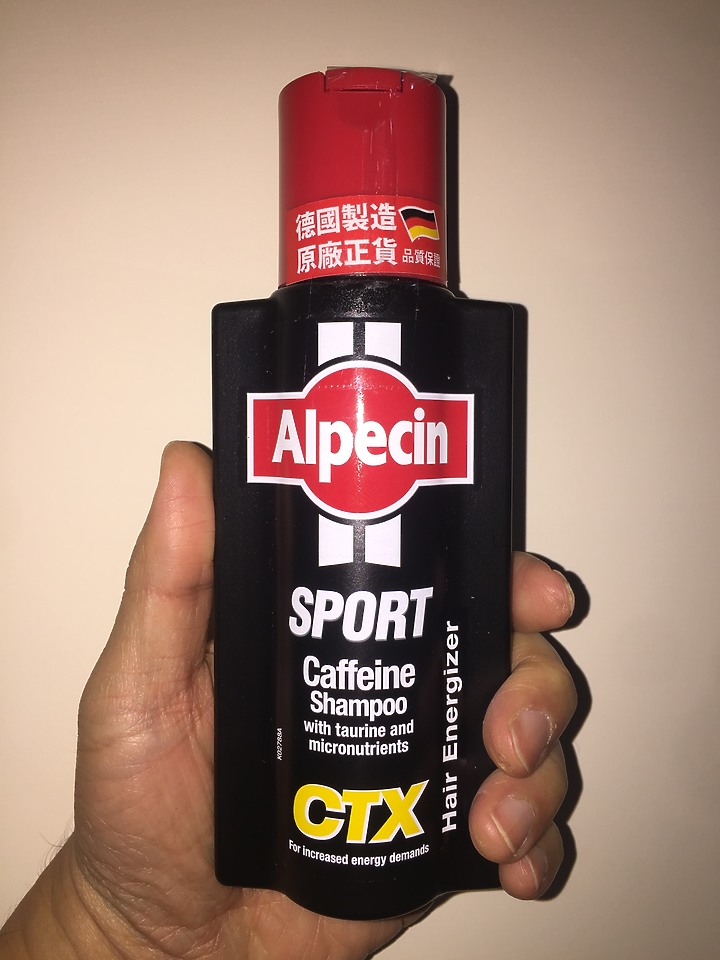 德國製造
原廠正貨 品質保證
Alpecin
SPORT
Caffeine
Shampoo
with taurine and
micronutrients
Hair Energizer
K02788A
CTX
For increased energy demands